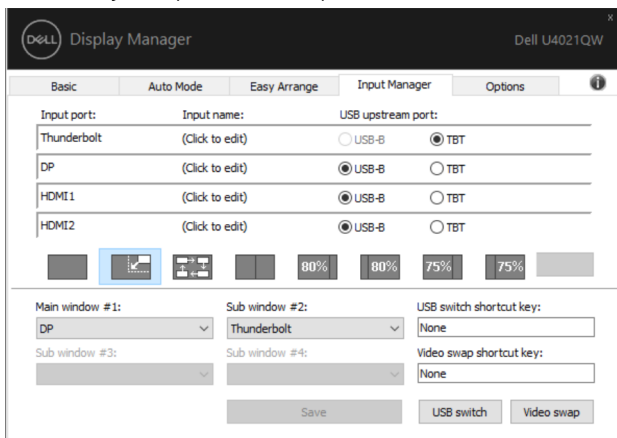 x
DELL Display Manager Dell U4021QW
Basic Auto Mode Easy Arrange Input Manager Options i
Input port: Input name: USB upstream port:
Thunderbolt (Click to edit) USB-B TBT
DP (Click to edit) USB-B TBT
HDMI1 (Click to edit) USB-B TBT
HDMI2 (Click to edit) USB-B TBT
80% 80% 75% 75%
Main window #1: Sub window #2: USB switch shortcut key:
DP Thunderbolt None
Sub window #3: Sub window #4: Video swap shortcut key:
None
Save USB switch Video swap